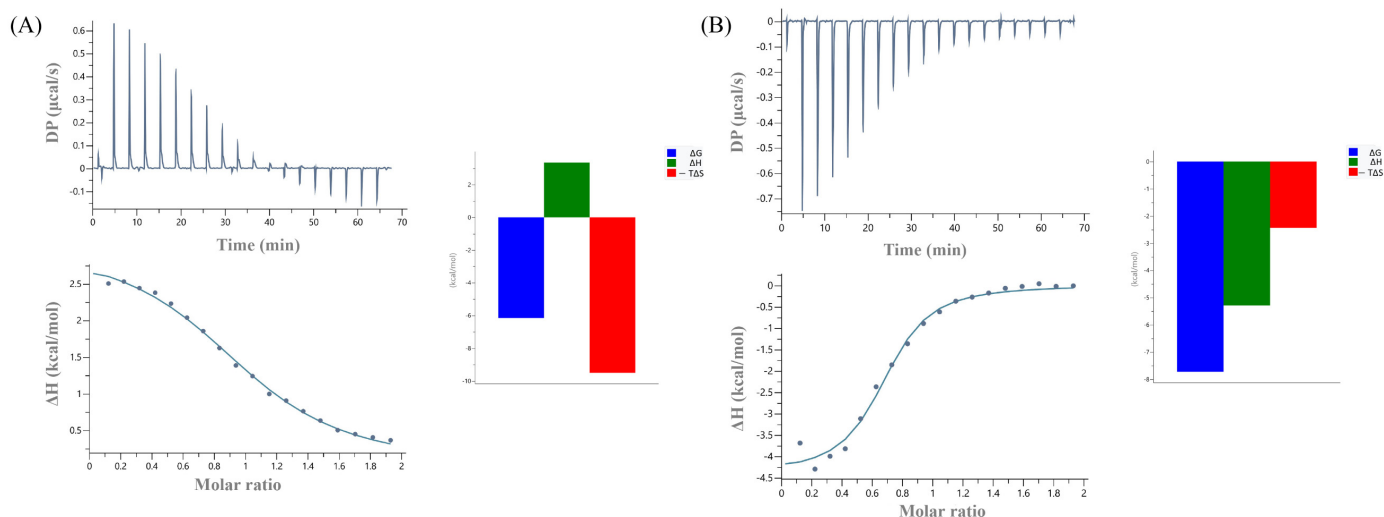 (A)
DP (µcal/s)
0.6
0.5
0.4
0.3
0.2
0.1
0
-0.1
0 10 20 30 40 50 60 70
Time (min)
ΔG
ΔH
— TΔS
(kcal/mol)
2
0
-2
-4
-6
-8
-10
ΔH (kcal/mol)
2.5
2
1.5
1
0.5
0 0.2 0.4 0.6 0.8 1 1.2 1.4 1.6 1.8 2
Molar ratio
(B)
DP (µcal/s)
0
-0.1
-0.2
-0.3
-0.4
-0.5
-0.6
-0.7
0 10 20 30 40 50 60 70
Time (min)
ΔG
ΔH
— TΔS
(kcal/mol)
0
-1
-2
-3
-4
-5
-6
-7
-8
ΔH (kcal/mol)
0
-0.5
-1
-1.5
-2
-2.5
-3
-3.5
-4
-4.5
0 0.2 0.4 0.6 0.8 1 1.2 1.4 1.6 1.8 2
Molar ratio